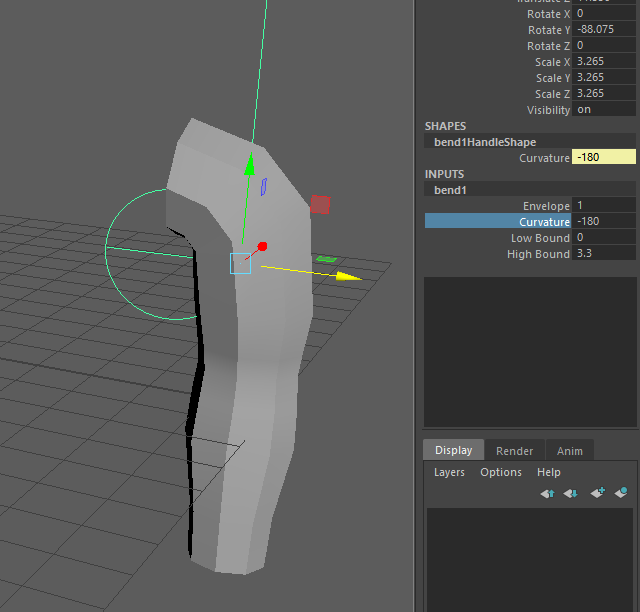 Rotate X 0
Rotate Y -88.075
Rotate Z 0
Scale X 3.265
Scale Y 3.265
Scale Z 3.265
Visibility on
SHAPES
bend1HandleShape
Curvature -180
INPUTS
bend1
Envelope 1
Curvature -180
Low Bound 0
High Bound 3.3
Display Render Anim
Layers Options Help